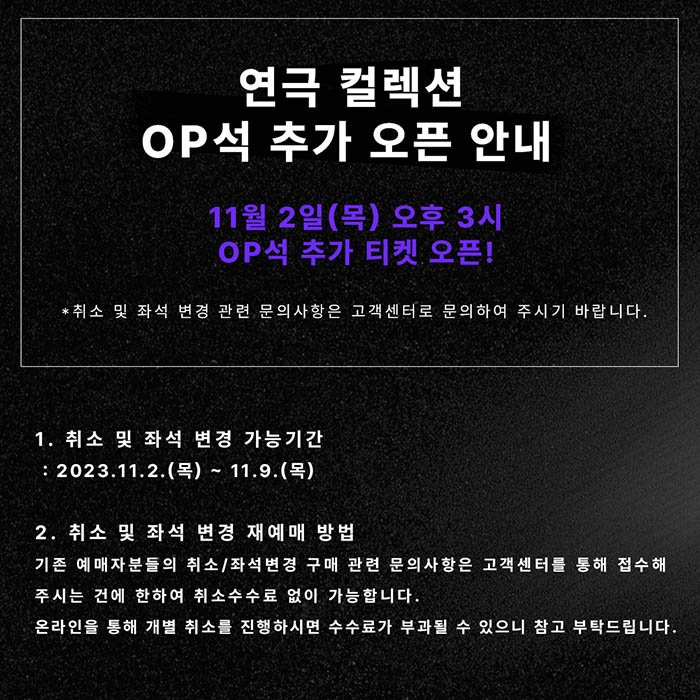 연극 컬렉션
OP석 추가 오픈 안내
11월 2일(목) 오후 3시
OP석 추가 티켓 오픈!
*취소 및 좌석 변경 관련 문의사항은 고객센터로 문의하여 주시기 바랍니다.
1. 취소 및 좌석 변경 가능기간
: 2023.11.2.(목) ~ 11.9.(목)
2. 취소 및 좌석 변경 재예매 방법
기존 예매자분들의 취소/좌석변경 구매 관련 문의사항은 고객센터를 통해 접수해
주시는 건에 한하여 취소수수료 없이 가능합니다.
온라인을 통해 개별 취소를 진행하시면 수수료가 부과될 수 있으니 참고 부탁드립니다.